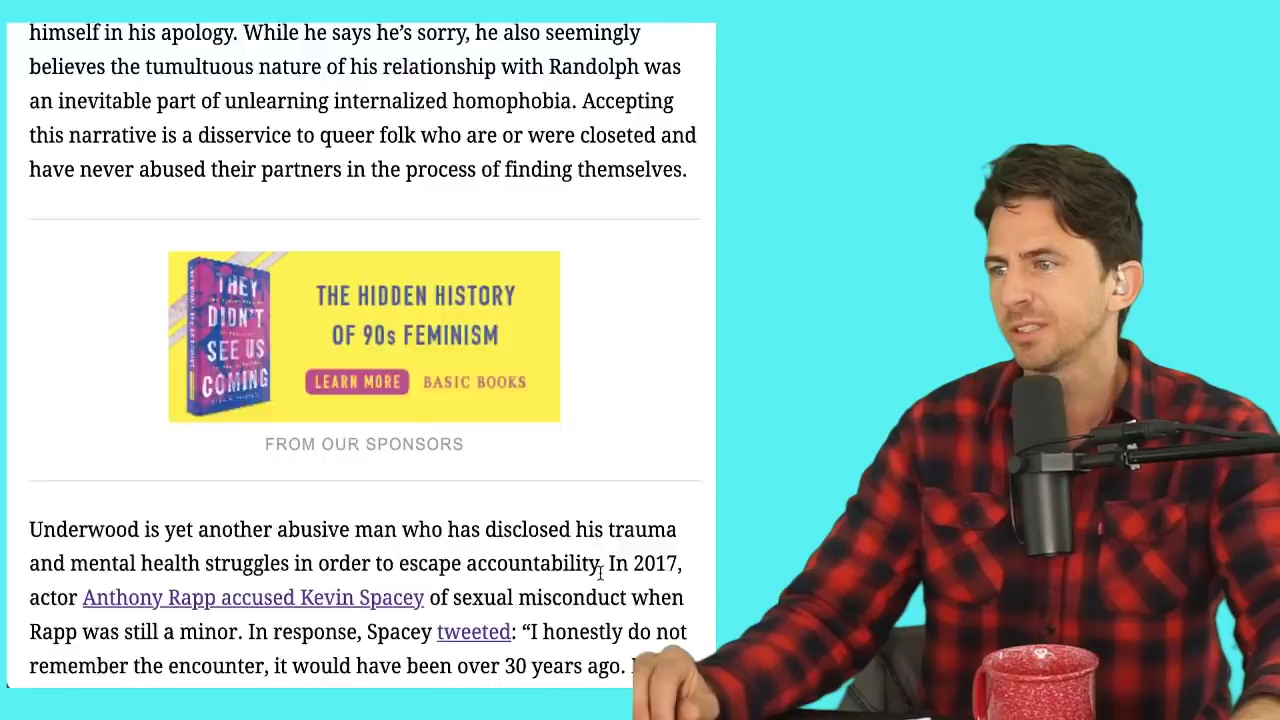 himself in his apology. While he says he’s sorry, he also seemingly
believes the tumultuous nature of his relationship with Randolph was
an inevitable part of unlearning internalized homophobia. Accepting
this narrative is a disservice to queer folk who are or were closeted and
have never abused their partners in the process of finding themselves.
THEY
DIDN'T
SEE US
COMING
THE HIDDEN HISTORY
OF 90s FEMINISM
LEARN MORE BASIC BOOKS
FROM OUR SPONSORS
Underwood is yet another abusive man who has disclosed his trauma
and mental health struggles in order to escape accountability. In 2017,
actor Anthony Rapp accused Kevin Spacey of sexual misconduct when
Rapp was still a minor. In response, Spacey tweeted: “I honestly do not
remember the encounter, it would have been over 30 years ago.